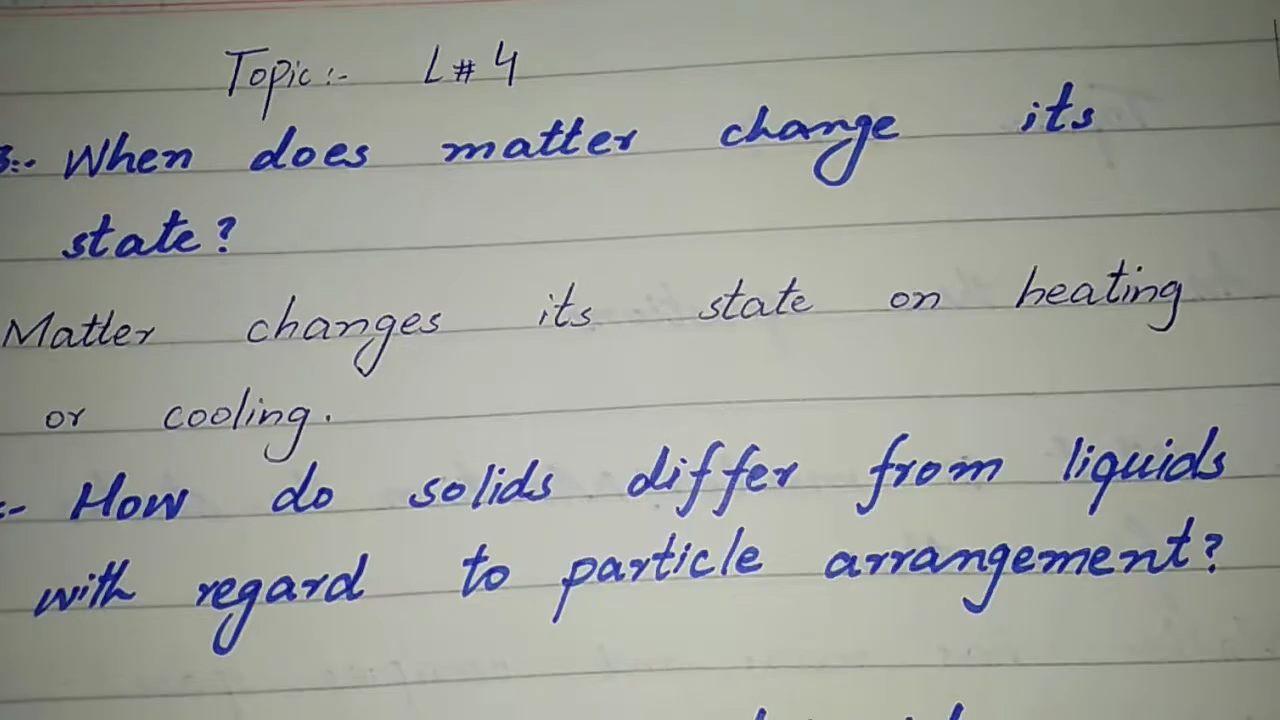 Topic:- L#4
3:- When does matter change its
state?
Matter changes its state on heating
or cooling.
:- How do solids differ from liquids
with regard to particle arrangement?